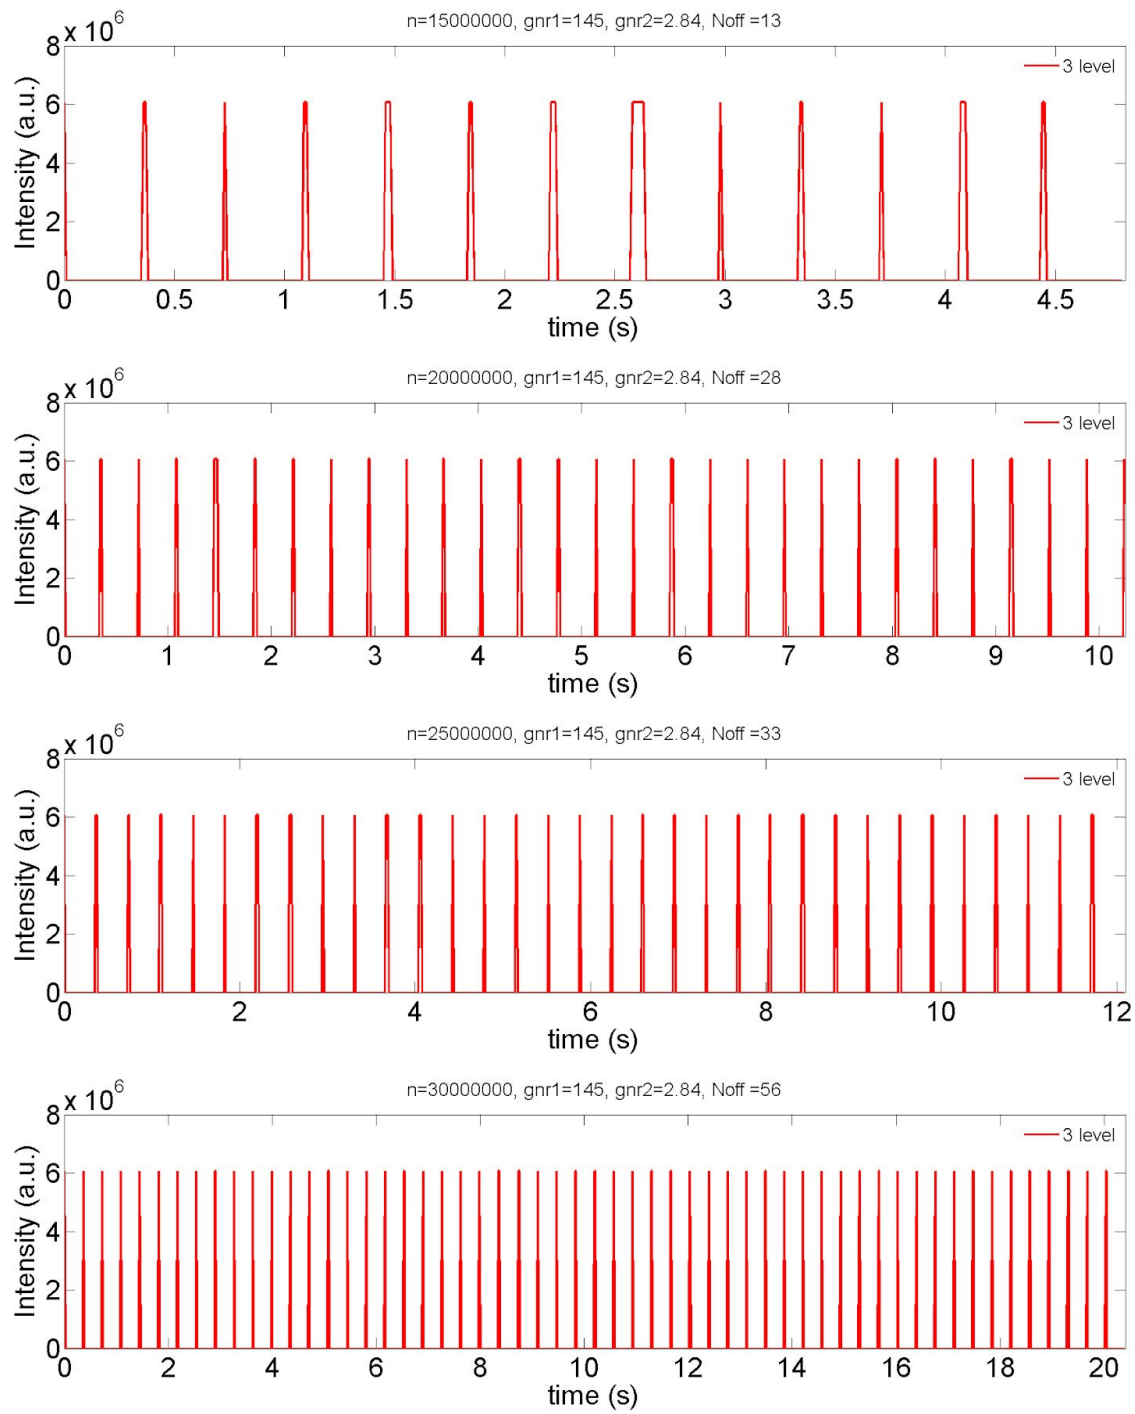 n=15000000, gnr1=145, gnr2=2.84, Noff =13
8 x 10^6
3 level
6
4
2
0
Intensity (a.u.)
0 0.5 1 1.5 2 2.5 3 3.5 4 4.5
time (s)
n=20000000, gnr1=145, gnr2=2.84, Noff =28
8 x 10^6
3 level
6
4
2
0
Intensity (a.u.)
0 1 2 3 4 5 6 7 8 9 10
time (s)
n=25000000, gnr1=145, gnr2=2.84, Noff =33
8 x 10^6
3 level
6
4
2
0
Intensity (a.u.)
0 2 4 6 8 10 12
time (s)
n=30000000, gnr1=145, gnr2=2.84, Noff =56
8 x 10^6
3 level
6
4
2
0
Intensity (a.u.)
0 2 4 6 8 10 12 14 16 18 20
time (s)